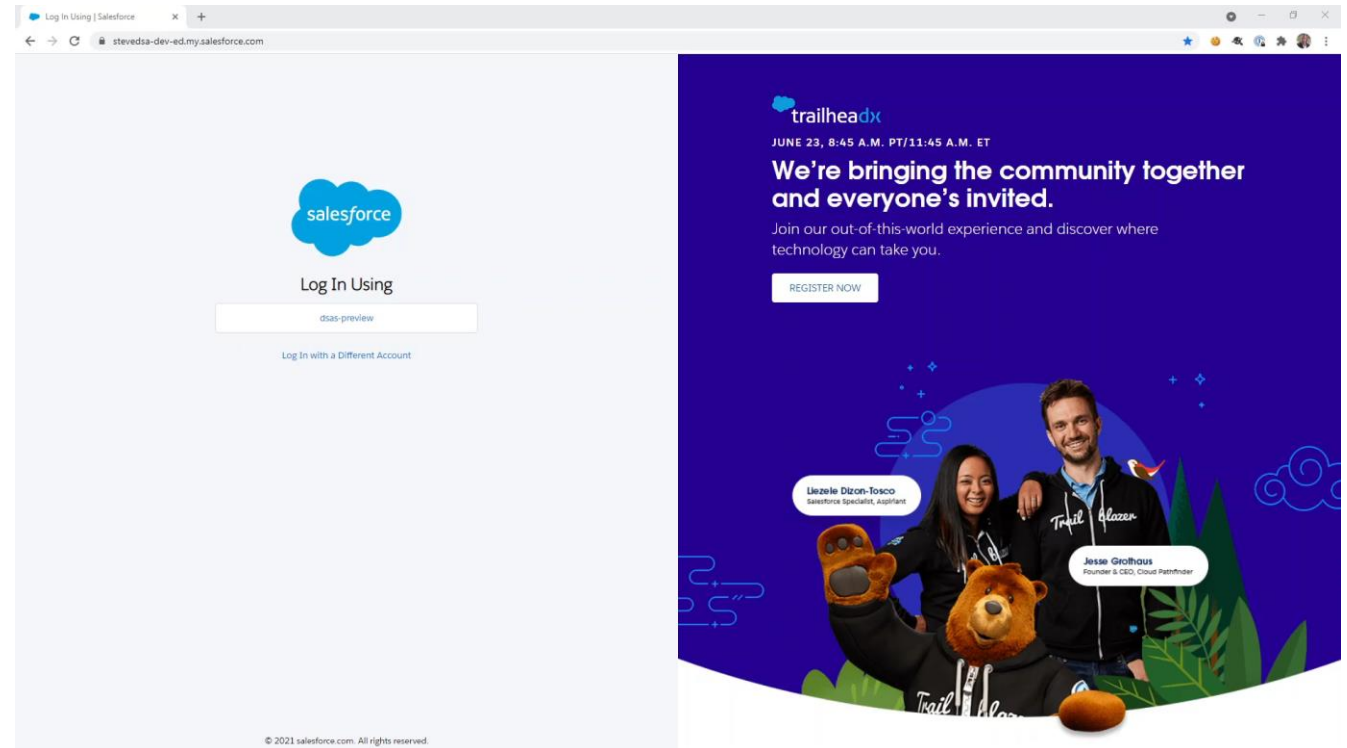 Log In Using | Salesforce
stevedsa-dev-ed.my.salesforce.com
salesforce
Log In Using
dsas-preview
Log In with a Different Account
© 2021 salesforce.com. All rights reserved.
trailheadx
JUNE 23, 8:45 A.M. PT/11:45 A.M. ET
We're bringing the community together
and everyone's invited.
Join our out-of-this-world experience and discover where
technology can take you.
REGISTER NOW
Liezele Dizon-Tosco
Salesforce Specialist, Aspiriant
Trail blazer
Jesse Grothaus
Founder & CEO, Cloud Pathfinder
Trail